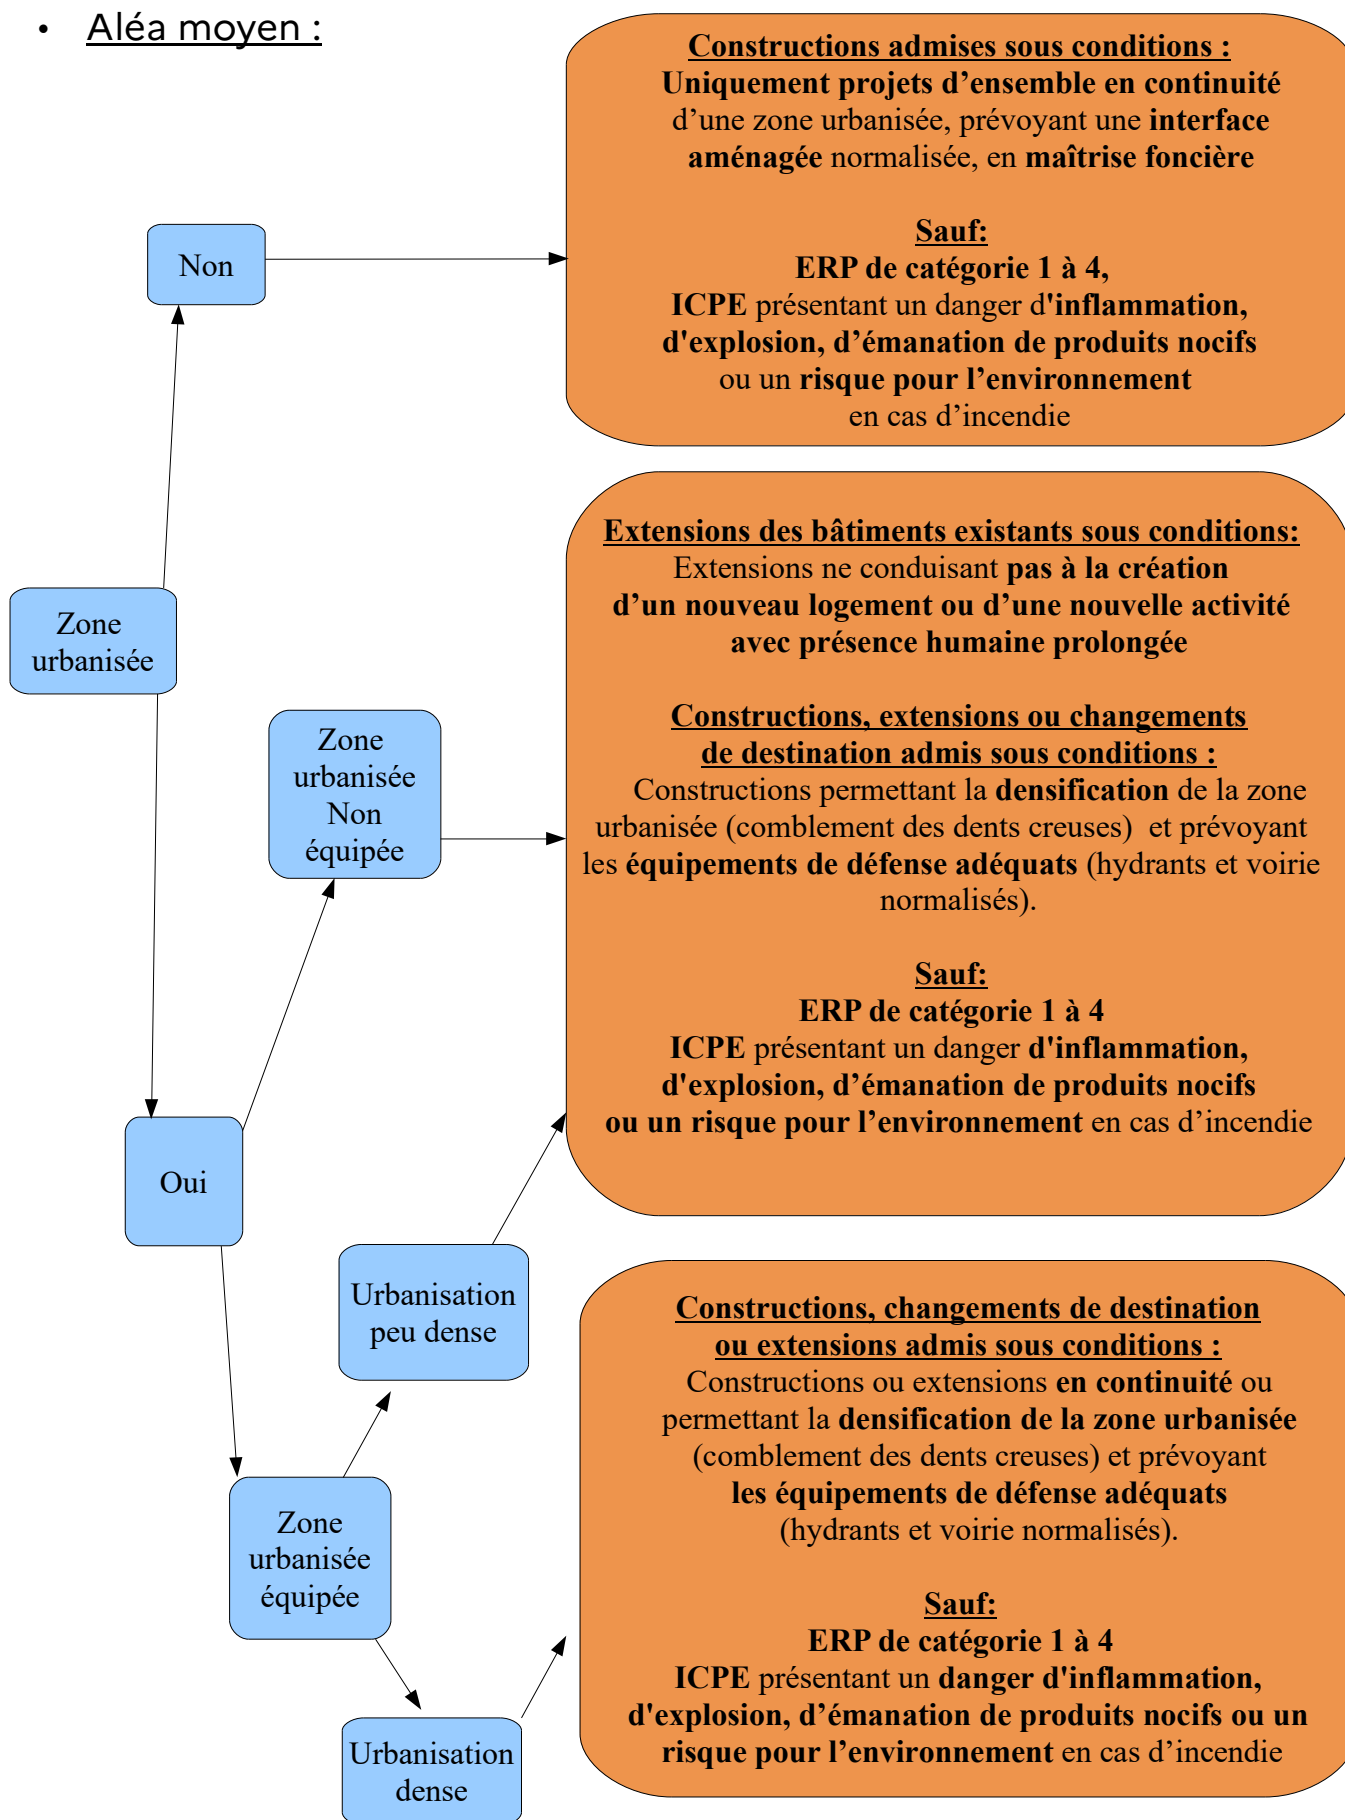 • Aléa moyen :
Constructions admises sous conditions :
Uniquement projets d’ensemble en continuité
d’une zone urbanisée, prévoyant une interface
aménagée normalisée, en maîtrise foncière
Sauf:
ERP de catégorie 1 à 4,
ICPE présentant un danger d'inflammation,
d'explosion, d’émanation de produits nocifs
ou un risque pour l’environnement
en cas d’incendie
Non
Extensions des bâtiments existants sous conditions:
Extensions ne conduisant pas à la création
d’un nouveau logement ou d’une nouvelle activité
avec présence humaine prolongée
Constructions, extensions ou changements
de destination admis sous conditions :
Constructions permettant la densification de la zone
urbanisée (comblement des dents creuses) et prévoyant
les équipements de défense adéquats (hydrants et voirie
normalisés).
Sauf:
ERP de catégorie 1 à 4
ICPE présentant un danger d'inflammation,
d'explosion, d’émanation de produits nocifs
ou un risque pour l’environnement en cas d’incendie
Zone
urbanisée
Zone
urbanisée
Non
équipée
Oui
Urbanisation
peu dense
Constructions, changements de destination
ou extensions admis sous conditions :
Constructions ou extensions en continuité ou
permettant la densification de la zone urbanisée
(comblement des dents creuses) et prévoyant
les équipements de défense adéquats
(hydrants et voirie normalisés).
Sauf:
ERP de catégorie 1 à 4
ICPE présentant un danger d'inflammation,
d'explosion, d’émanation de produits nocifs ou un
risque pour l’environnement en cas d’incendie
Zone
urbanisée
équipée
Urbanisation
dense